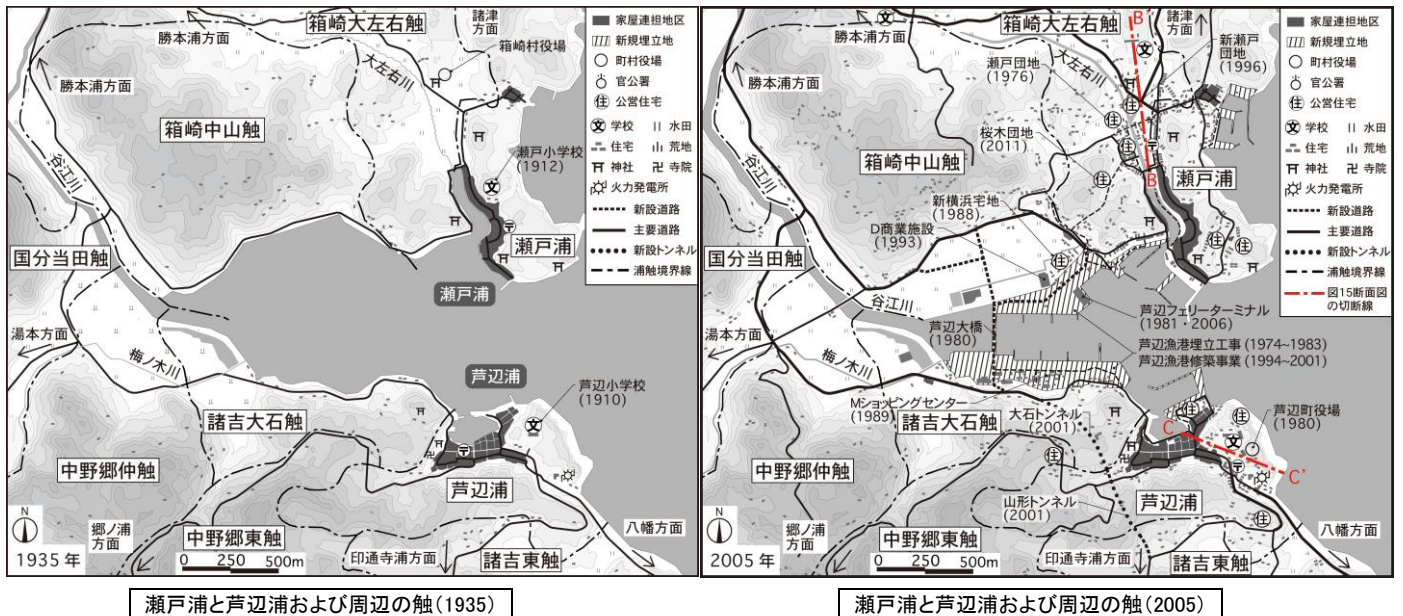 箱崎大左右触
諸津
方面
勝本浦方面
箱崎村役場
大左右川
勝本浦方面
箱崎中山触
谷江川
瀬戸小学校
(1912)
国分当田触
瀬戸浦
瀬戸浦
湯本方面
梅ノ木川
芦辺浦
芦辺小学校
(1910)
諸吉大石触
中野郷仲触
芦辺浦
N
郷ノ浦
方面
中野郷東触
八幡方面
1935年
0 250 500m
印通寺浦方面
諸吉東触
家屋連担地区
新規埋立地
町村役場
官公署
住 公営住宅
文 学校 水田
住宅 荒地
神社 卍 寺院
火力発電所
新設道路
主要道路
新設トンネル
浦触境界線
瀬戸浦と芦辺浦および周辺の触(1935)
箱崎大左右触
B'
諸津
方面
勝本浦方面
新瀬戸
団地
(1996)
瀬戸団地
(1976)
大左右川
勝本浦方面
桜木団地
(2011)
箱崎中山触
B
瀬戸浦
谷江川
新横浜宅地
(1988)
D商業施設
(1993)
国分当田触
谷江川
芦辺フェリーターミナル
(1981・2006)
湯本方面
芦辺大橋
(1980)
芦辺漁港埋立工事(1974~1983)
芦辺漁港修築事業(1994~2001)
梅ノ木川
Mショッピングセンター
(1989)
諸吉大石触
大石トンネル
(2001)
芦辺町役場
(1980)
C
C'
中野郷仲触
芦辺浦
山形トンネル
(2001)
N
郷ノ浦
方面
中野郷東触
八幡方面
2005年
0 250 500m
印通寺浦方面
諸吉東触
家屋連担地区
新規埋立地
町村役場
官公署
住 公営住宅
文 学校 水田
住宅 荒地
神社 卍 寺院
火力発電所
新設道路
主要道路
新設トンネル
浦触境界線
図15断面図
の切断線
瀬戸浦と芦辺浦および周辺の触(2005)